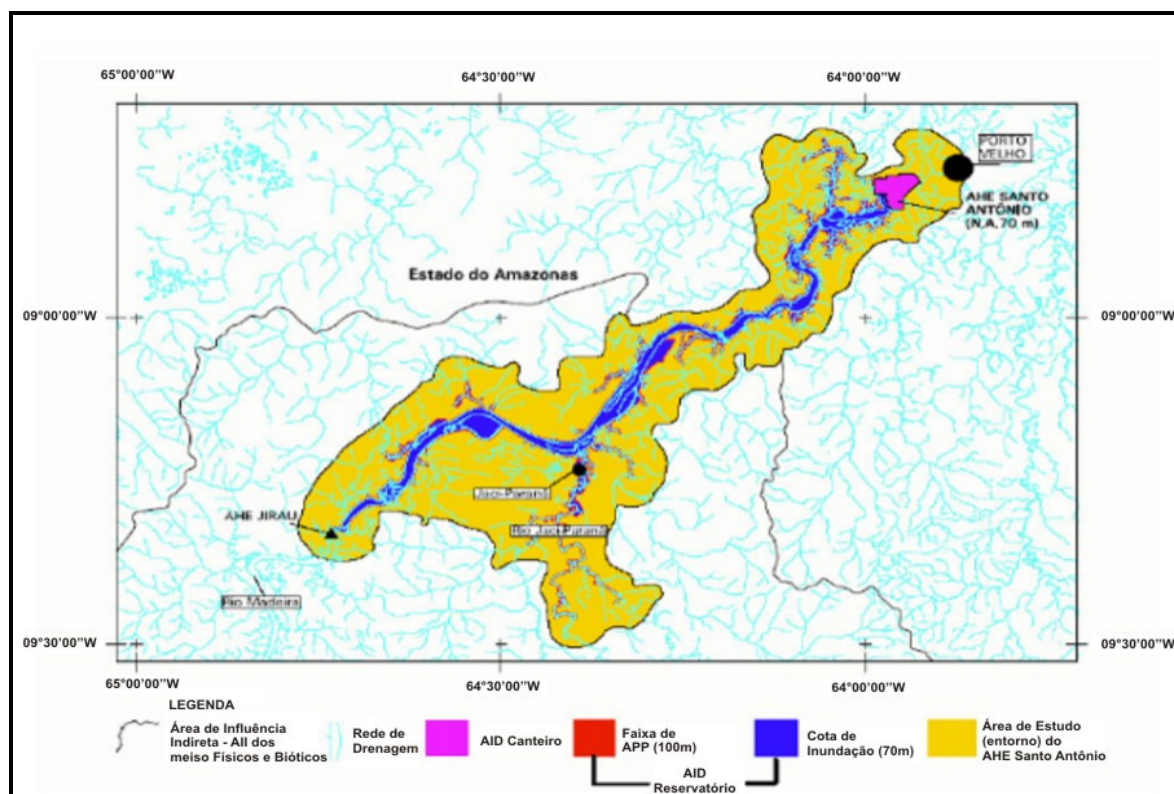 65°00'00"W
64°30'00"W
64°00'00"W
PORTO
VELHO
AHE SANTO
ANTÔNIO
(N.A.70 m)
Estado do Amazonas
09°00'00"W
09°00'00"W
Jaci-Paraná
AHE JIRAU
Rio Jaci-Paraná
Rio Madeira
09°30'00"W
09°30'00"W
65°00'00"W
64°30'00"W
64°00'00"W
LEGENDA
Área de Influência
Indireta - AII dos
meiso Físicos e Bióticos
Rede de
Drenagem
AID Canteiro
Faixa de
APP (100m)
Cota de
Inundação (70m)
Área de Estudo
(entorno) do
AHE Santo Antônio
AID
Reservatório